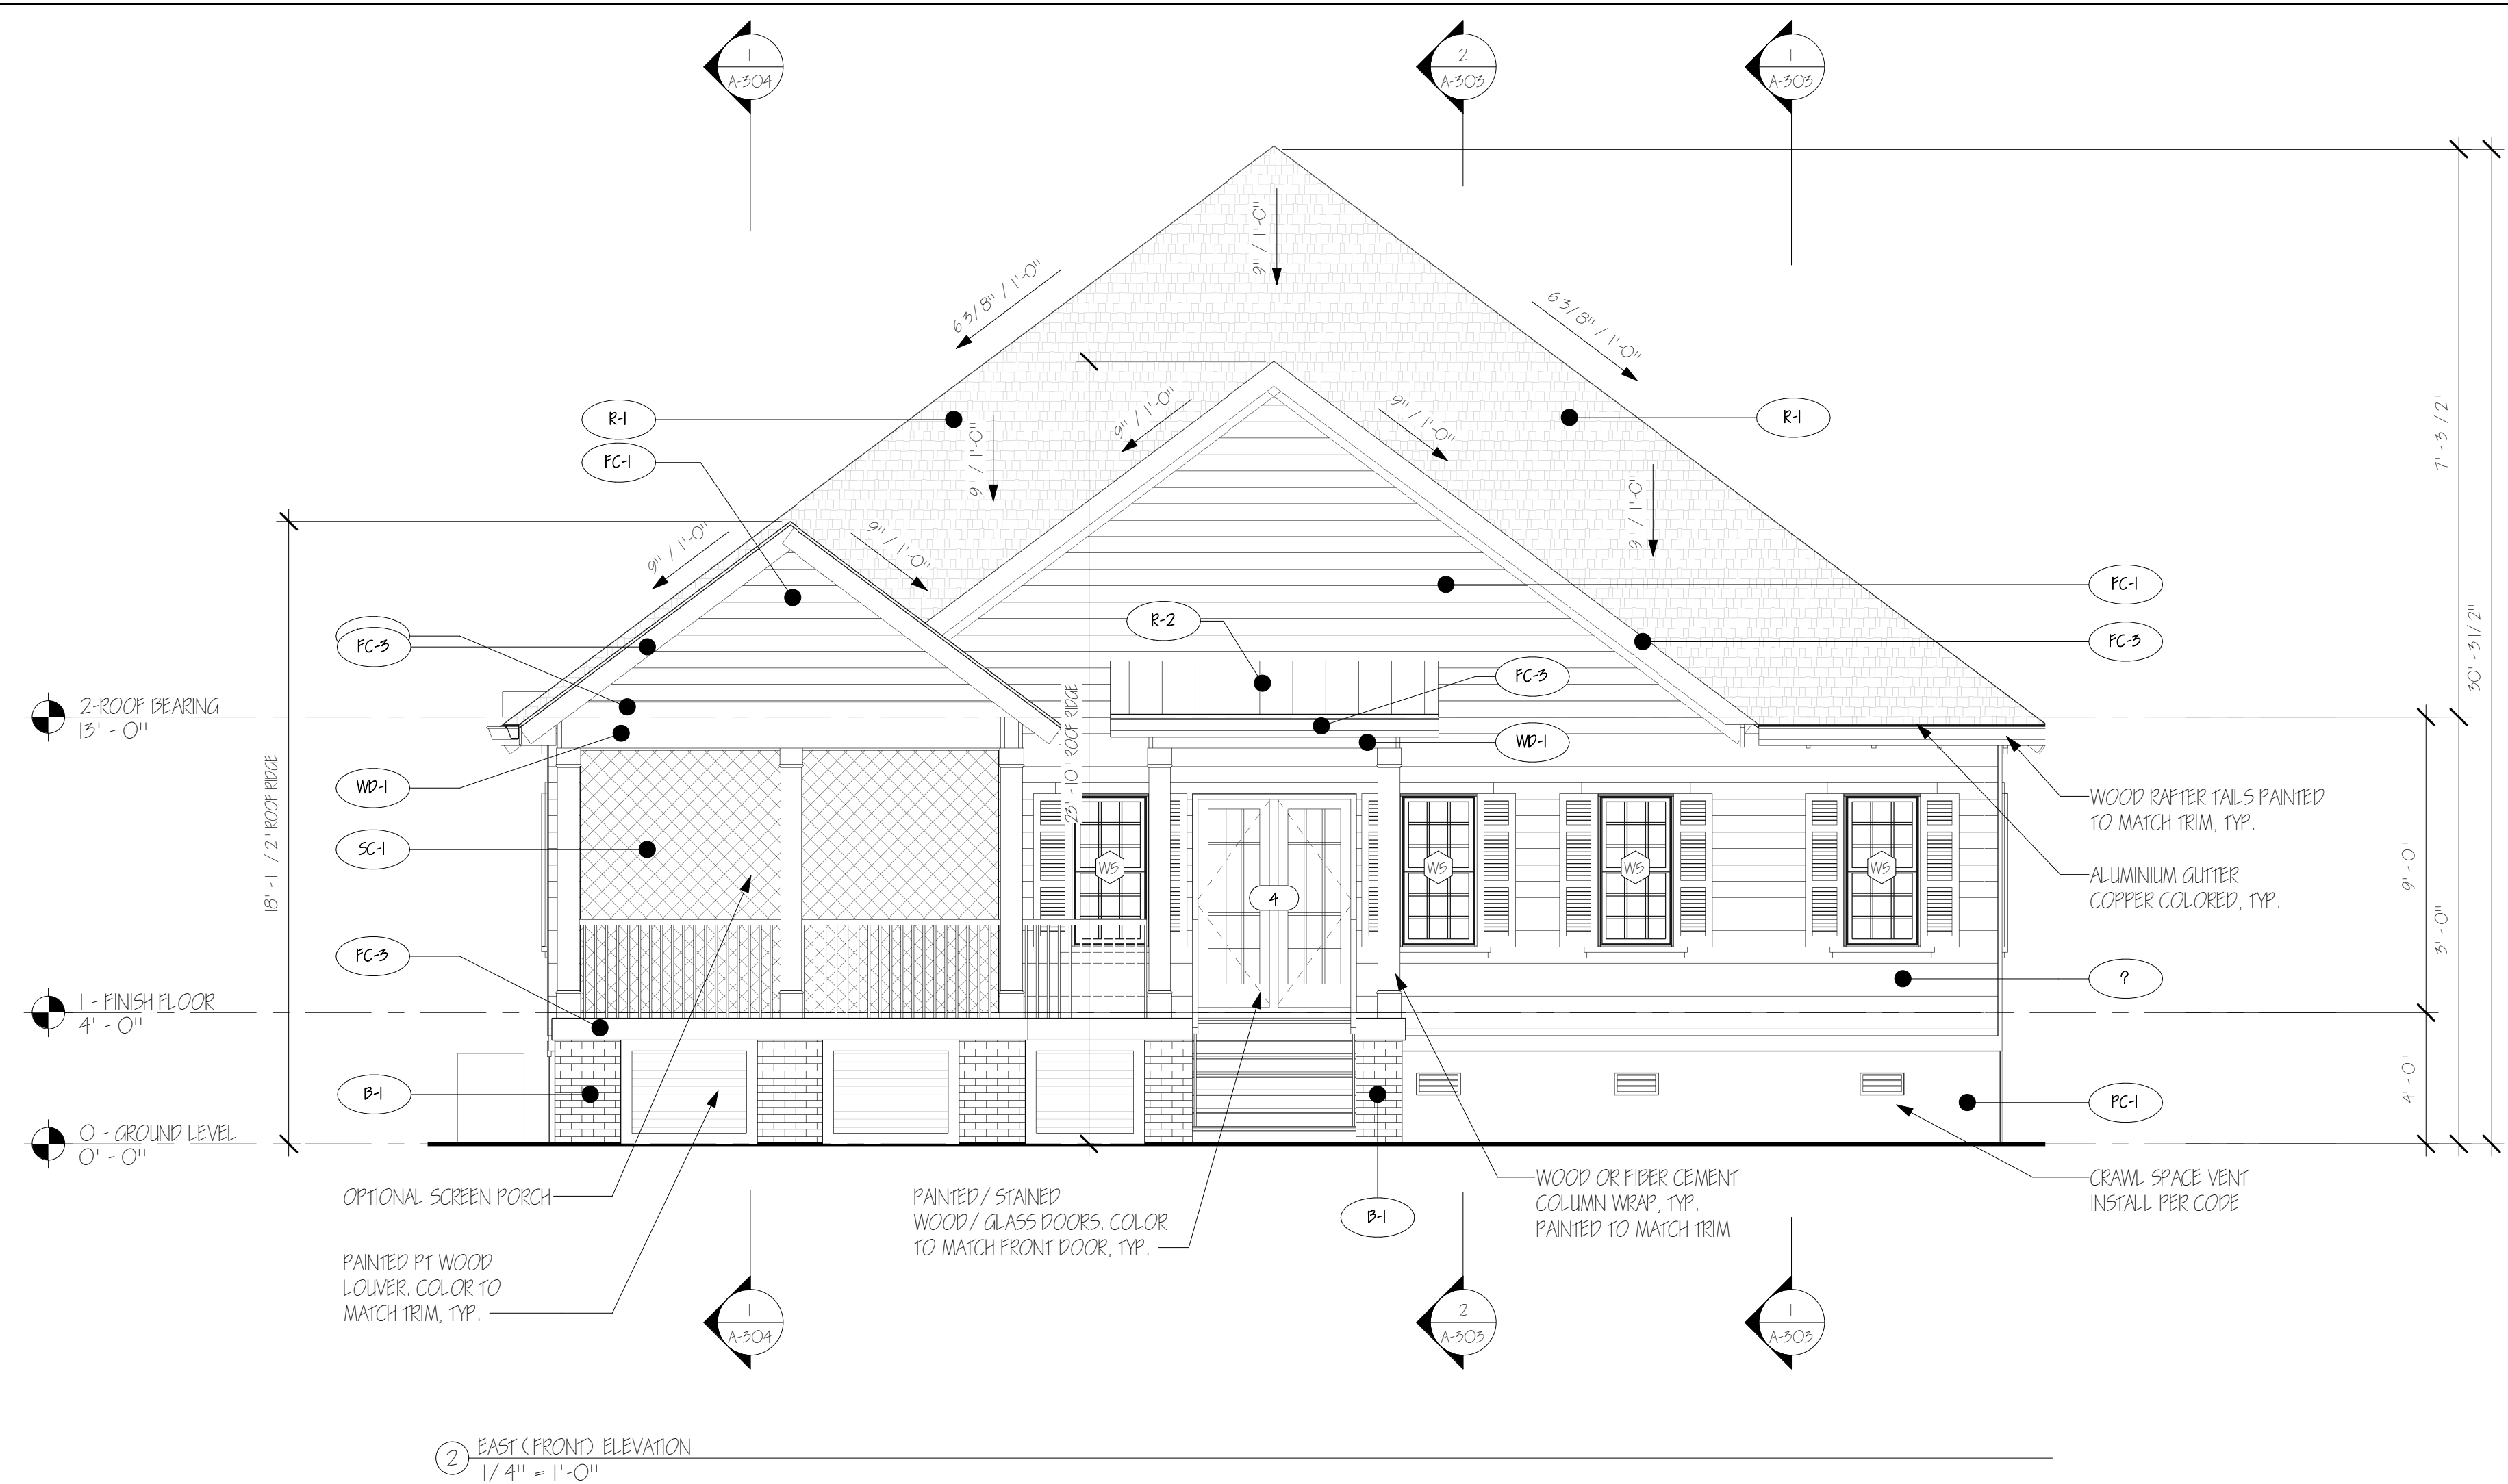 1
A-304
2
A-303
1
A-303
9" / 1'-0"
6 3/8" / 1'-0"
6 3/8" / 1'-0"
R-1
9" / 1'-0"
9" / 1'-0"
9" / 1'-0"
R-1
17' - 3 1/2"
FC-1
9" / 1'-0"
9" / 1'-0"
9" / 1'-0"
FC-1
R-2
FC-3
FC-3
FC-3
30' - 3 1/2"
2-ROOF BEARING
13' - 0"
WD-1
WD-1
18' - 11 1/2" ROOF RIDGE
23' - 10" ROOF RIDGE
WOOD RAFTER TAILS PAINTED
TO MATCH TRIM, TYP.
SC-1
W5
W5
W5
W5
4
ALUMINIUM GUTTER
COPPER COLORED, TYP.
9' - 0"
13' - 0"
FC-3
?
1 - FINISH FLOOR
4' - 0"
B-1
PC-1
4' - 0"
0 - GROUND LEVEL
0' - 0"
OPTIONAL SCREEN PORCH
PAINTED PT WOOD
LOUVER. COLOR TO
MATCH TRIM, TYP.
PAINTED / STAINED
WOOD / GLASS DOORS. COLOR
TO MATCH FRONT DOOR, TYP.
B-1
WOOD OR FIBER CEMENT
COLUMN WRAP, TYP.
PAINTED TO MATCH TRIM
CRAWL SPACE VENT
INSTALL PER CODE
1
A-304
2
A-303
1
A-303
2
EAST (FRONT) ELEVATION
1/4" = 1'-0"